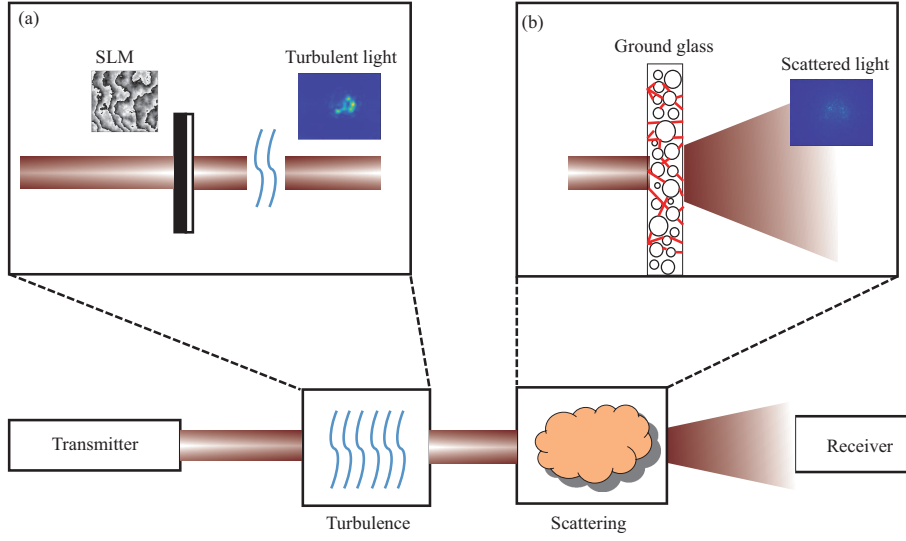 (a)
SLM
Turbulent light
(b)
Ground glass
Scattered light
Transmitter
Turbulence
Scattering
Receiver